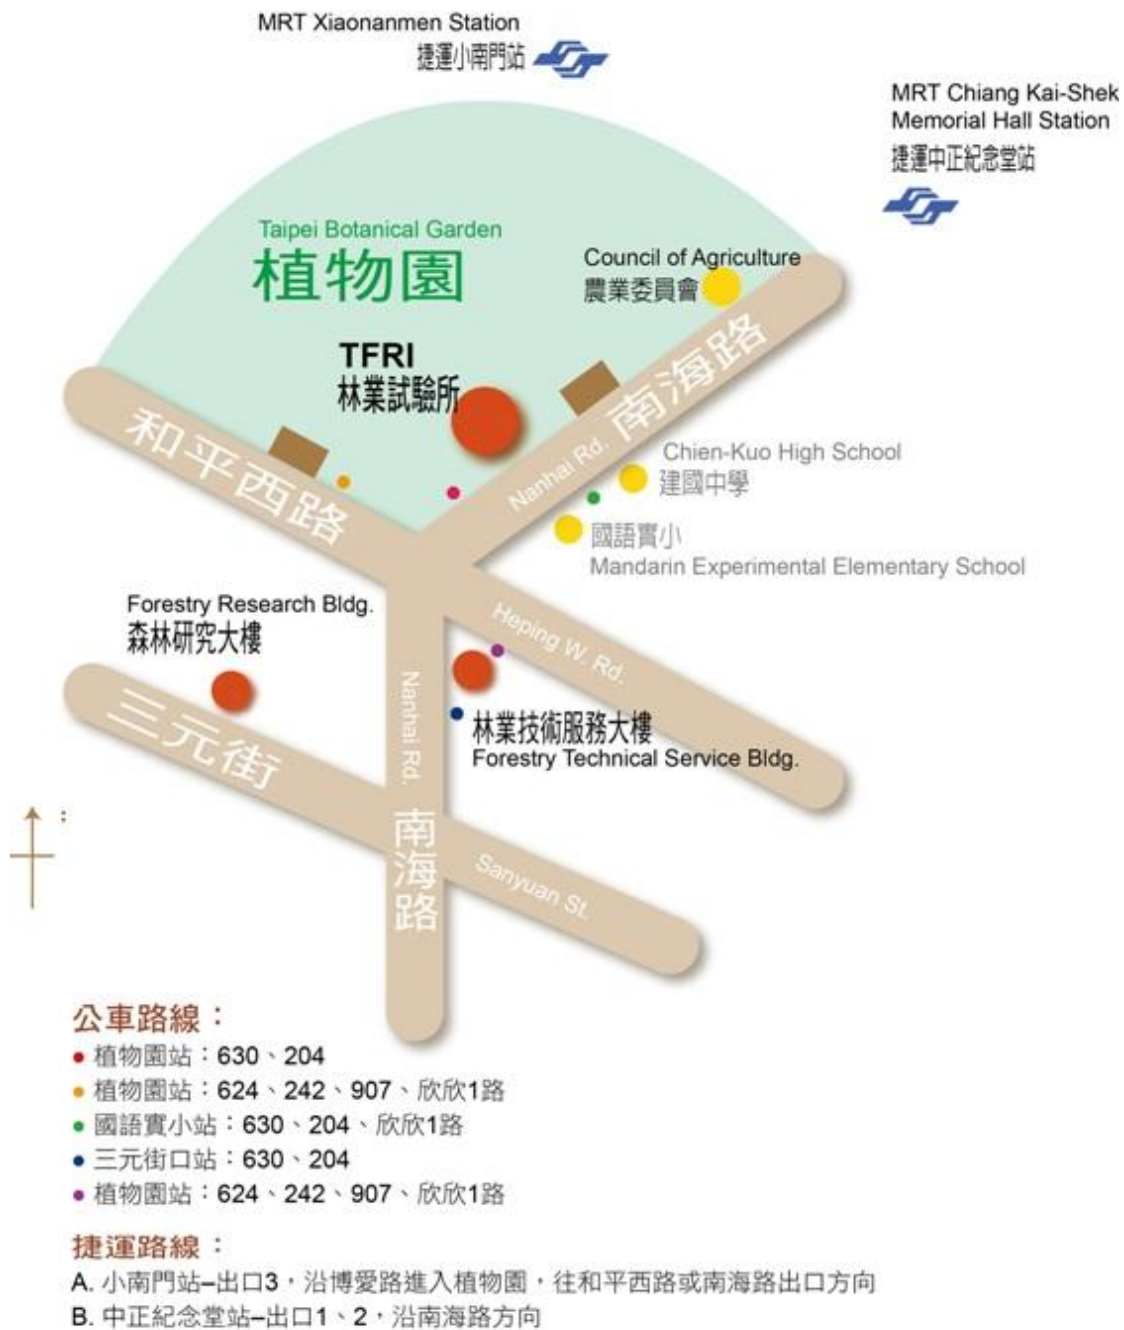 MRT Xiaonanmen Station
捷運小南門站
MRT Chiang Kai-Shek
Memorial Hall Station
捷運中正紀念堂站
Taipei Botanical Garden
植物園
Council of Agriculture
農業委員會
TFRI
林業試驗所
和平西路
南海路
Nanhai Rd.
Chien-Kuo High School
建國中學
國語實小
Mandarin Experimental Elementary School
Forestry Research Bldg.
森林研究大樓
Heping W. Rd.
三元街
Nanhai Rd.
林業技術服務大樓
Forestry Technical Service Bldg.
南海路
Sanyuan St.
:
公車路線：
• 植物園站：630、204
• 植物園站：624、242、907、欣欣1路
• 國語實小站：630、204、欣欣1路
• 三元街口站：630、204
• 植物園站：624、242、907、欣欣1路
捷運路線：
A. 小南門站–出口3，沿博愛路進入植物園，往和平西路或南海路出口方向
B. 中正紀念堂站–出口1、2，沿南海路方向